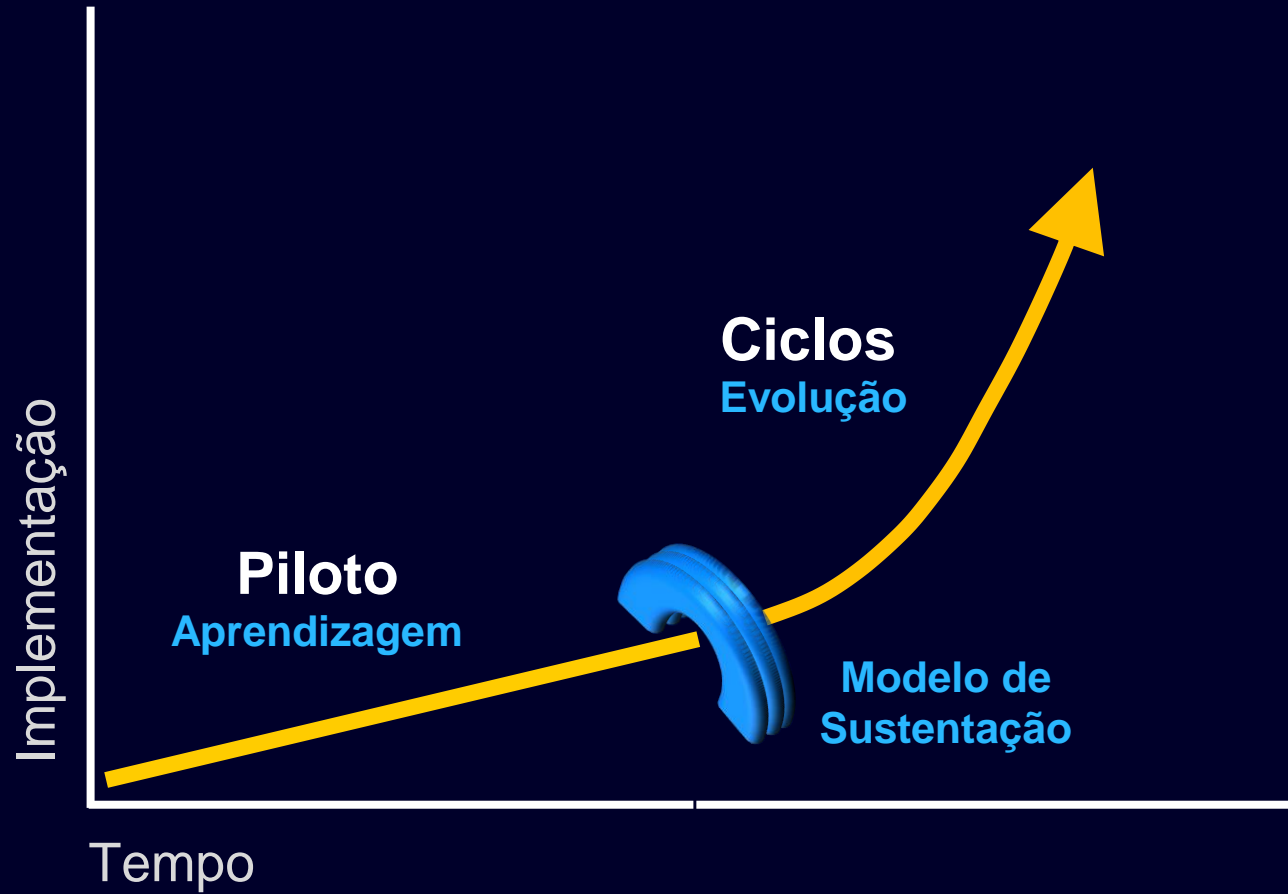 Ciclos
Evolução
Implementação
Piloto
Aprendizagem
Modelo de
Sustentação
Tempo